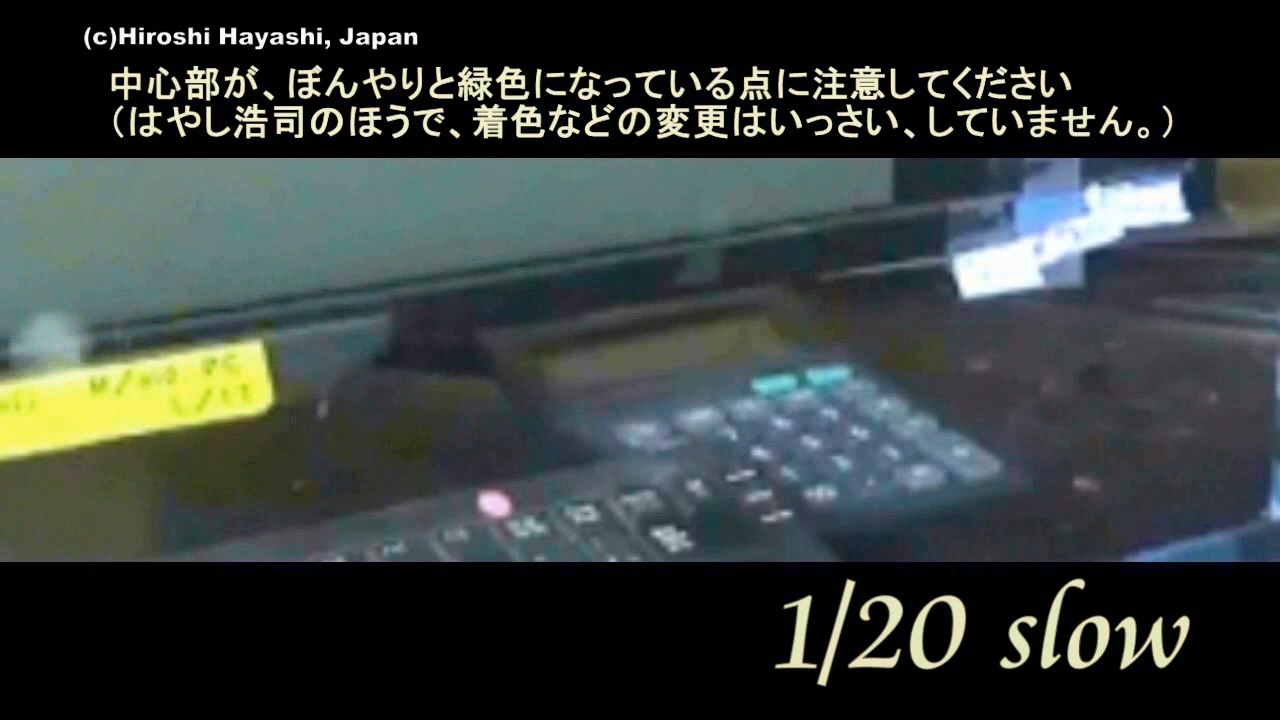 (c)Hiroshi Hayashi, Japan
中心部が、ぼんやりと緑色になっている点に注意してください
（はやし浩司のほうで、着色などの変更はいっさい、していません。）
1/20 slow